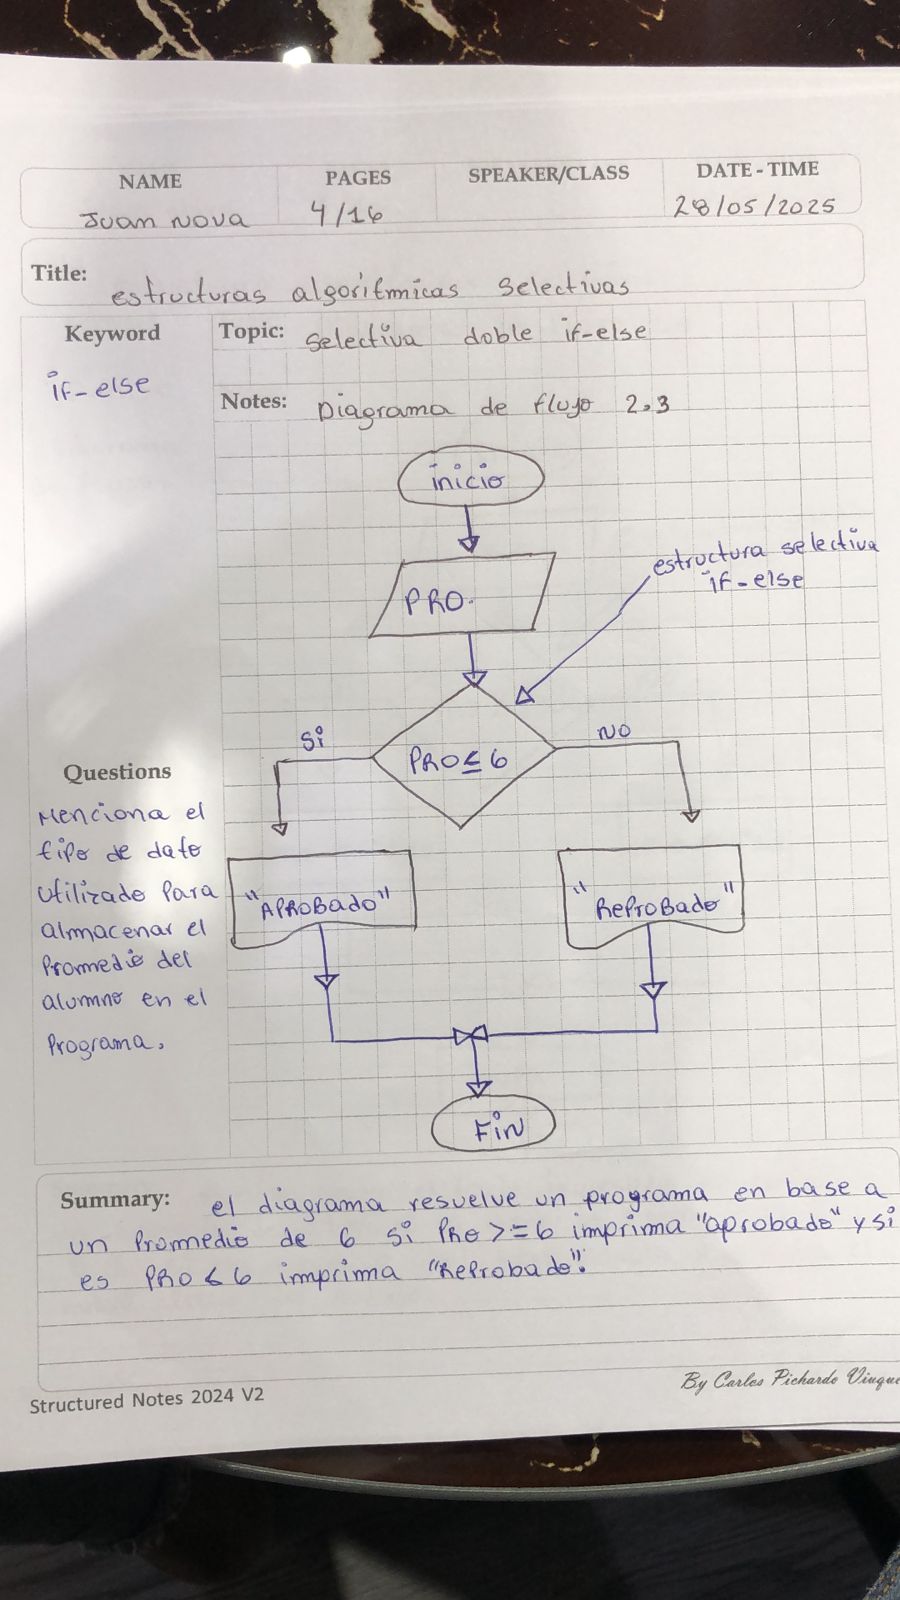 NAME PAGES SPEAKER/CLASS DATE - TIME
Juan Nova 4/16 28/05/2025
Title: estructuras algorítmicas selectivas
Keyword
if-else
Topic: selectiva doble if-else
Notes: Diagrama de flujo 2.3
inicio
estructura selectiva
if-else
PRO.
si
NO
PRO ≤ 6
"APROBADO"
"REPROBADO"
Fin
Questions
Menciona el
tipo de dato
utilizado para
almacenar el
promedio del
alumno en el
programa.
Summary: el diagrama resuelve un programa en base a
un promedio de 6 si PRO >=6 imprima "aprobado" y si
es PRO < 6 imprima "Reprobado".
Structured Notes 2024 V2
By Carlos Pichardo